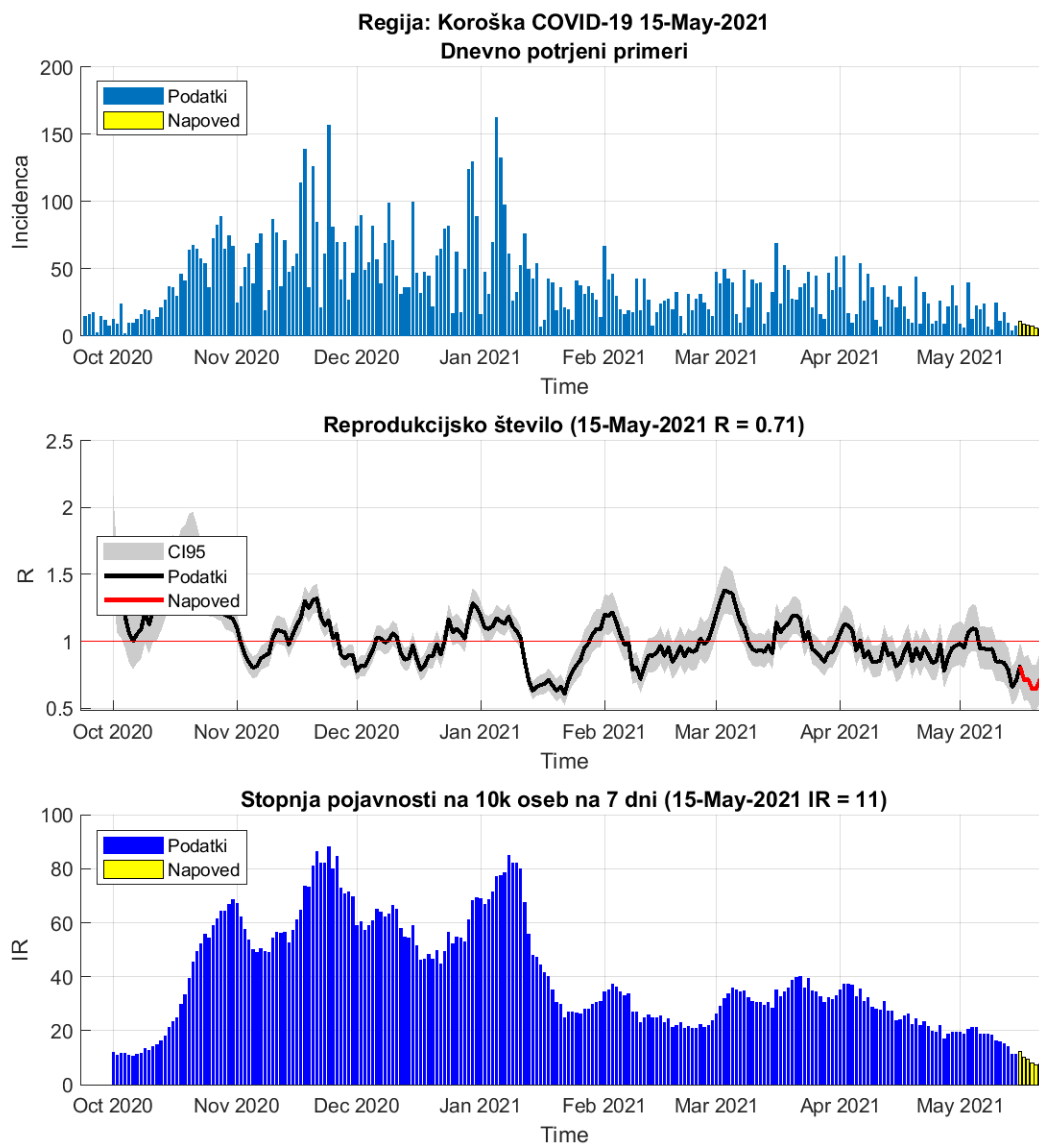 Regija: Koroška COVID-19 15-May-2021
Dnevno potrjeni primeri
200
150
100
50
0
Incidenca
Podatki
Napoved
Oct 2020 Nov 2020 Dec 2020 Jan 2021 Feb 2021 Mar 2021 Apr 2021 May 2021
Time
Reprodukcijsko število (15-May-2021 R = 0.71)
2.5
2
1.5
1
0.5
R
CI95
Podatki
Napoved
Oct 2020 Nov 2020 Dec 2020 Jan 2021 Feb 2021 Mar 2021 Apr 2021 May 2021
Time
Stopnja pojavnosti na 10k oseb na 7 dni (15-May-2021 IR = 11)
100
80
60
40
20
0
IR
Podatki
Napoved
Oct 2020 Nov 2020 Dec 2020 Jan 2021 Feb 2021 Mar 2021 Apr 2021 May 2021
Time